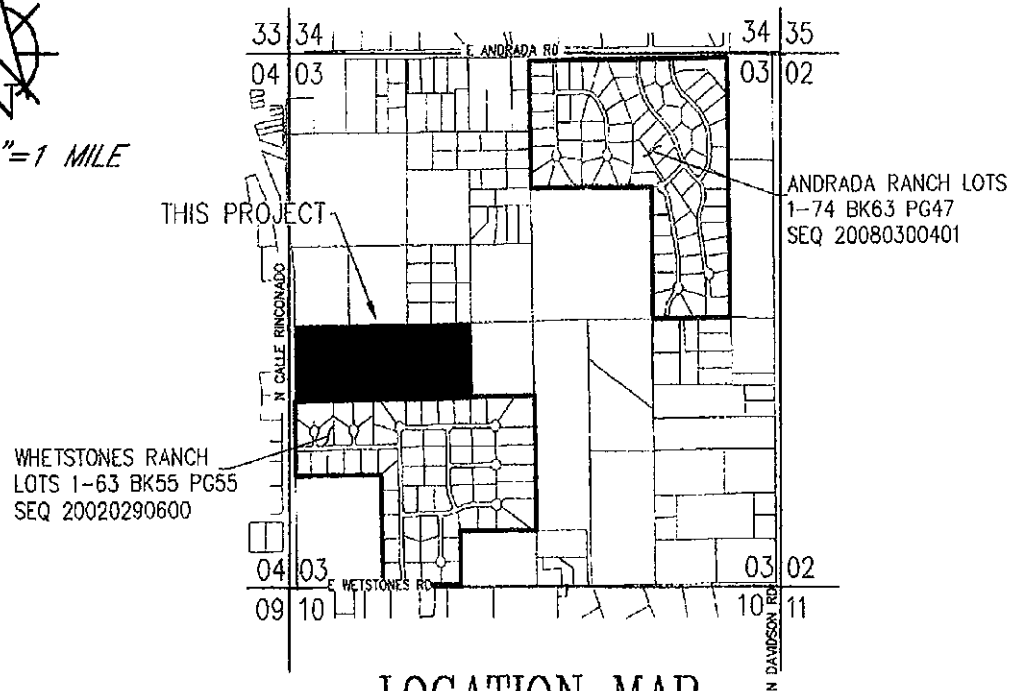 33 34
34 35
E ANDRADA RD
04 03
03 02
"=1 MILE
THIS PROJECT
ANDRADA RANCH LOTS
1-74 BK63 PG47
SEQ 20080300401
N CALLE RINCONADO
WHETSTONES RANCH
LOTS 1-63 BK55 PG55
SEQ 20020290600
04 03
03 02
E WETSTONES RD
09 10
10 11
N DAVIDSON RD
LOCATION MAP